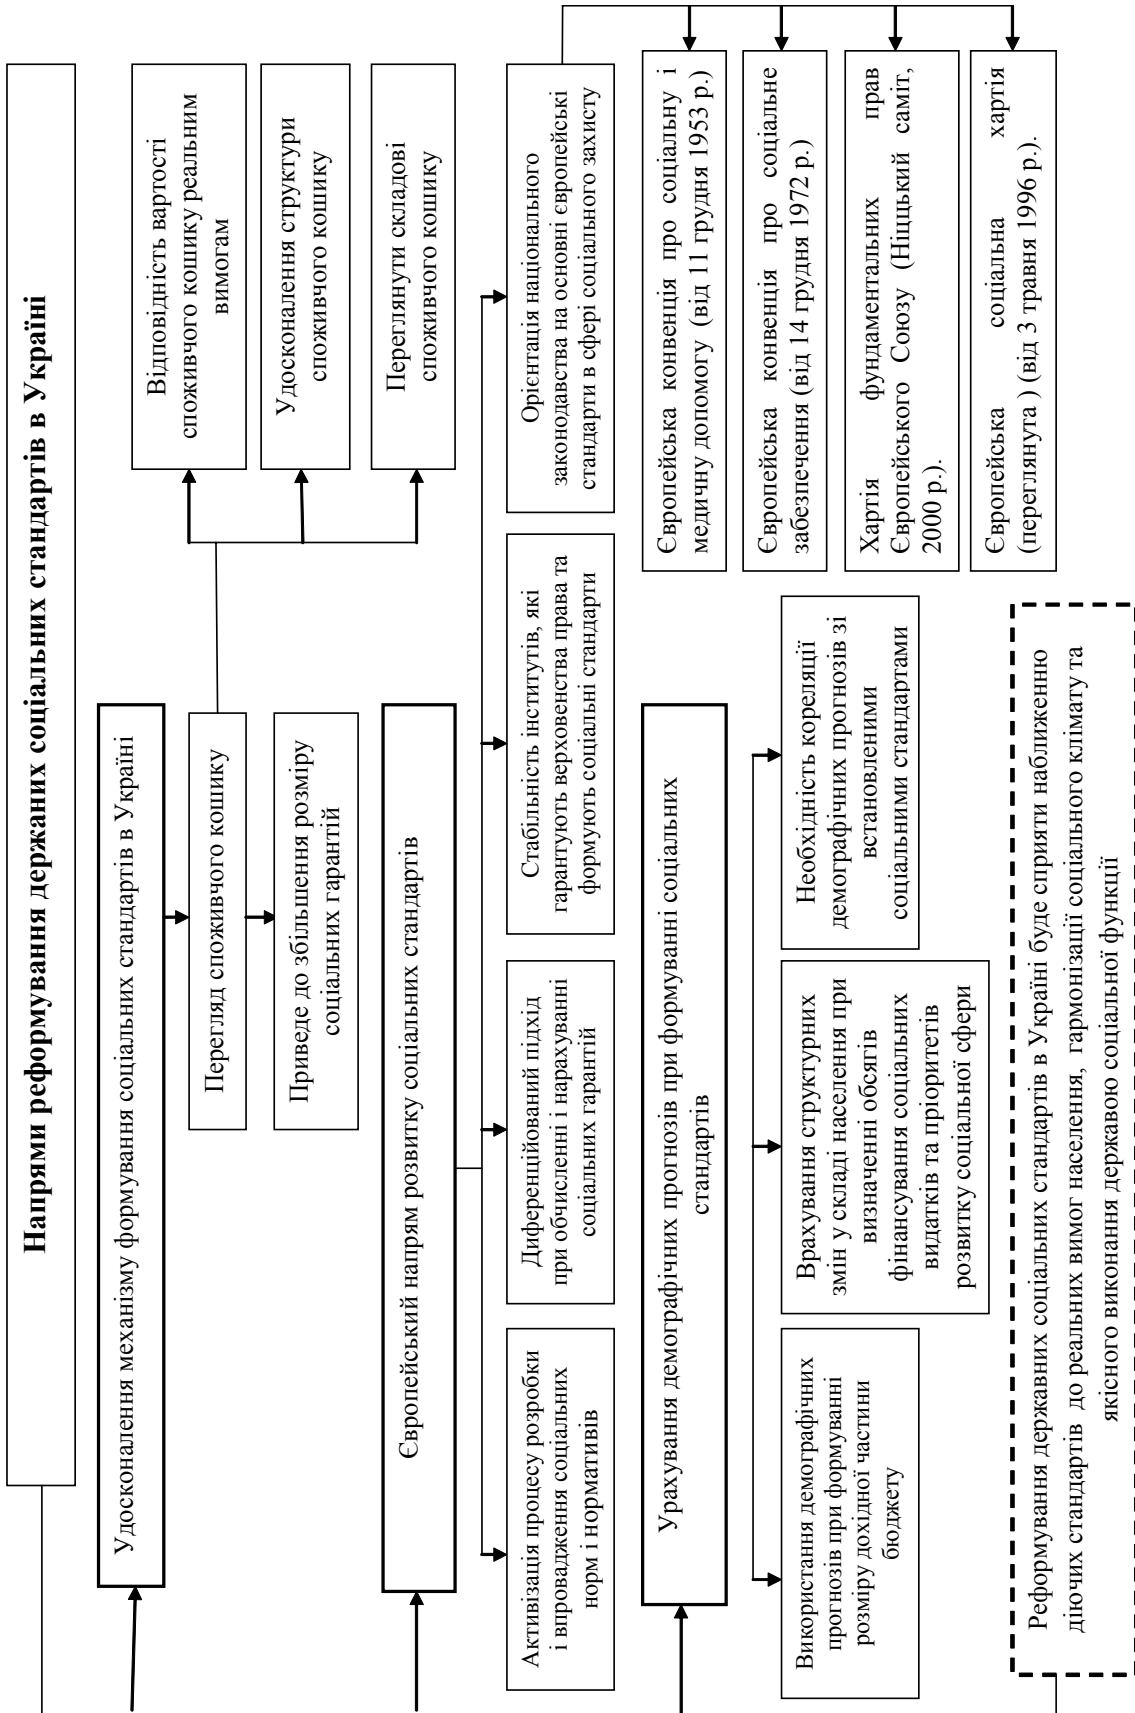 Напрями реформування держаних соціальних стандартів в Україні
Удосконалення механізму формування соціальних стандартів в Україні
Перегляд споживчого кошику
Приведе до збільшення розміру
соціальних гарантій
Відповідність вартості
споживчого кошику реальним
вимогам
Удосконалення структури
споживчого кошику
Переглянути складові
споживчого кошику
Європейський напрям розвитку соціальних стандартів
Активізація процесу розробки
і впровадження соціальних
норм і нормативів
Диференційований підхід
при обчисленні і нарахуванні
соціальних гарантій
Стабільність інститутів, які
гарантують верховенства права та
формують соціальні стандарти
Орієнтація національного
законодавства на основні європейські
стандарти в сфері соціального захисту
Європейська конвенція про соціальну і
медичну допомогу (від 11 грудня 1953 р.)
Європейська конвенція про соціальне
забезпечення (від 14 грудня 1972 р.)
Хартія фундаментальних прав
Європейського Союзу (Ніццький саміт,
2000 р.).
Європейська соціальна хартія
(переглянута ) (від 3 травня 1996 р.).
Урахування демографічних прогнозів при формуванні соціальних
стандартів
Використання демографічних
прогнозів при формуванні
розміру дохідної частини
бюджету
Врахування структурних
змін у складі населення при
визначенні обсягів
фінансування соціальних
видатків та пріоритетів
розвитку соціальної сфери
Необхідність кореляції
демографічних прогнозів зі
встановленими
соціальними стандартами
Реформування державних соціальних стандартів в Україні буде сприяти наближенню
діючих стандартів до реальних вимог населення, гармонізації соціального клімату та
якісного виконання державою соціальної функції